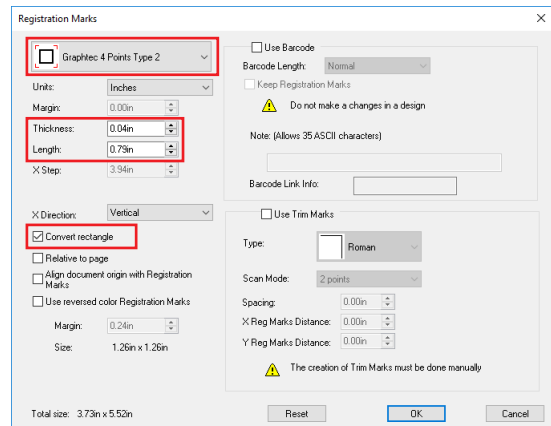 Registration Marks
Graphtec 4 Points Type 2
Units: Inches
Margin: 0.00in
Thickness: 0.04in
Length: 0.79in
X Step: 3.94in
X Direction: Vertical
Convert rectangle
Relative to page
Align document origin with Registration
Marks
Use reversed color Registration Marks
Margin: 0.24in
Size: 1.26in x 1.26in
Total size: 3.73in x 5.52in
Use Barcode
Barcode Length: Normal
Keep Registration Marks
Do not make a changes in a design
Note: (Allows 35 ASCII characters)
Barcode Link Info:
Use Trim Marks
Type: Roman
Scan Mode: 2 points
Spacing: 0.00in
X Reg Marks Distance: 0.00in
Y Reg Marks Distance: 0.00in
The creation of Trim Marks must be done manually
Reset OK Cancel